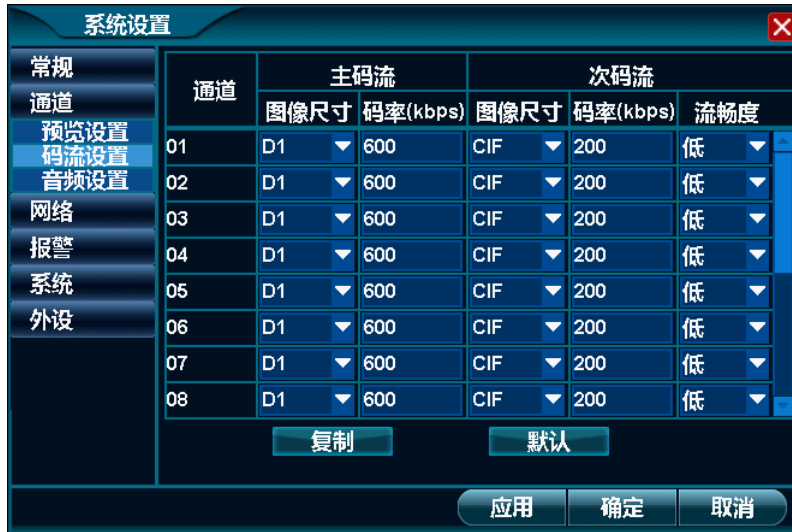 系统设置
常规
通道
预览设置
码流设置
音频设置
网络
报警
系统
外设
通道 主码流 次码流
图像尺寸 码率(kbps) 图像尺寸 码率(kbps) 流畅度
01 D1 600 CIF 200 低
02 D1 600 CIF 200 低
03 D1 600 CIF 200 低
04 D1 600 CIF 200 低
05 D1 600 CIF 200 低
06 D1 600 CIF 200 低
07 D1 600 CIF 200 低
08 D1 600 CIF 200 低
复制 默认
应用 确定 取消